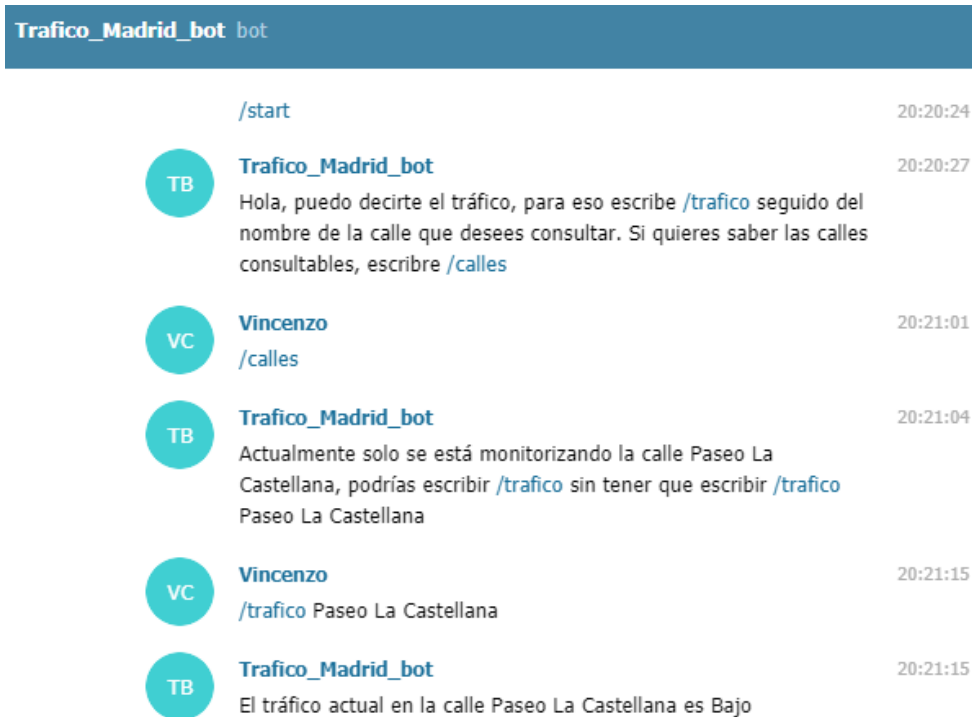 Trafico_Madrid_bot bot
/start 20:20:24
Trafico_Madrid_bot 20:20:27
TB
Hola, puedo decirte el tráfico, para eso escribe /trafico seguido del
nombre de la calle que desees consultar. Si quieres saber las calles
consultables, escribre /calles
Vincenzo 20:21:01
VC
/calles
Trafico_Madrid_bot 20:21:04
TB
Actualmente solo se está monitorizando la calle Paseo La
Castellana, podrías escribir /trafico sin tener que escribir /trafico
Paseo La Castellana
Vincenzo 20:21:15
VC
/trafico Paseo La Castellana
Trafico_Madrid_bot 20:21:15
TB
El tráfico actual en la calle Paseo La Castellana es Bajo